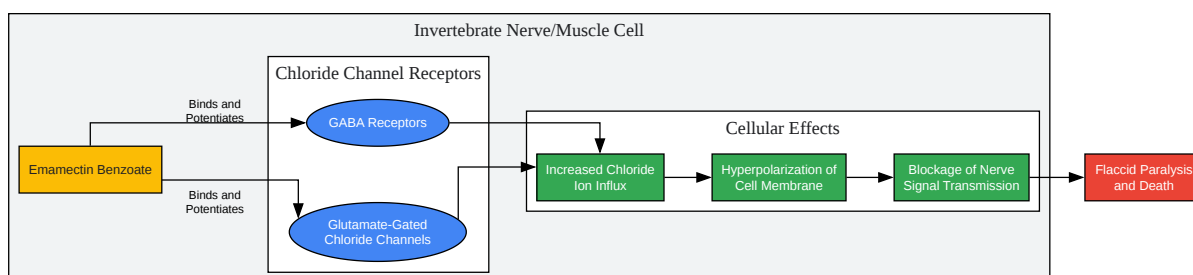 Invertebrate Nerve/Muscle Cell
Chloride Channel Receptors
Binds and
Potentiates
GABA Receptors
Cellular Effects
Emamectin Benzoate
Increased Chloride
Ion Influx
Hyperpolarization of
Cell Membrane
Blockage of Nerve
Signal Transmission
Flaccid Paralysis
and Death
Binds and
Potentiates
Glutamate-Gated
Chloride Channels